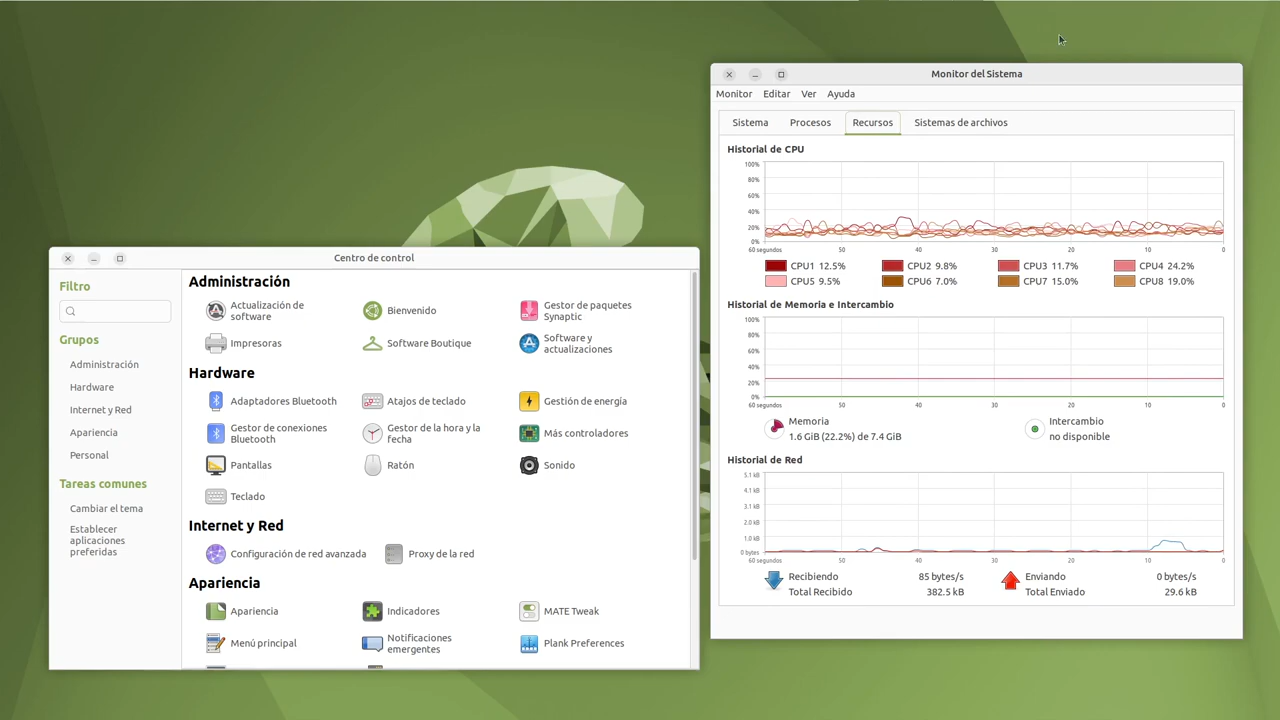 Centro de control
Filtro
Grupos
Administración
Hardware
Internet y Red
Apariencia
Personal
Tareas comunes
Cambiar el tema
Establecer
aplicaciones
preferidas
Administración
Actualización de
software
Bienvenido
Gestor de paquetes
Synaptic
Impresoras
Software Boutique
Software y
actualizaciones
Hardware
Adaptadores Bluetooth
Atajos de teclado
Gestión de energía
Gestor de conexiones
Bluetooth
Gestor de la hora y la
fecha
Más controladores
Pantallas
Ratón
Sonido
Teclado
Internet y Red
Configuración de red avanzada
Proxy de la red
Apariencia
Apariencia
Indicadores
MATE Tweak
Menú principal
Notificaciones
emergentes
Plank Preferences
Monitor del Sistema
Monitor Editar Ver Ayuda
Sistema Procesos Recursos Sistemas de archivos
Historial de CPU
100%
80%
60%
40%
20%
0%
60 segundos 50 40 30 20 10 0
CPU1 12.5% CPU2 9.8% CPU3 11.7% CPU4 24.2%
CPU5 9.5% CPU6 7.0% CPU7 15.0% CPU8 19.0%
Historial de Memoria e Intercambio
100%
80%
60%
40%
20%
0%
60 segundos 50 40 30 20 10 0
Memoria
1.6 GiB (22.2%) de 7.4 GiB
Intercambio
no disponible
Historial de Red
5.1 kB
4.1 kB
3.1 kB
2.0 kB
1.0 kB
0 bytes
60 segundos 50 40 30 20 10 0
Recibiendo 85 bytes/s
Total Recibido 382.5 kB
Enviando 0 bytes/s
Total Enviado 29.6 kB